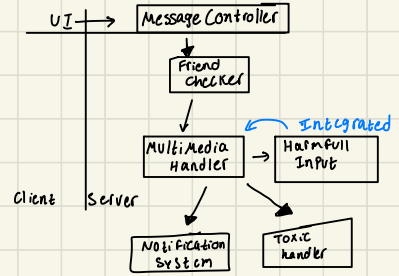 UI
Message Controller
Friend
Checker
Integrated
MultiMedia
Handler
Harmfull
Input
Client
Server
Notification
System
Toxic
handler